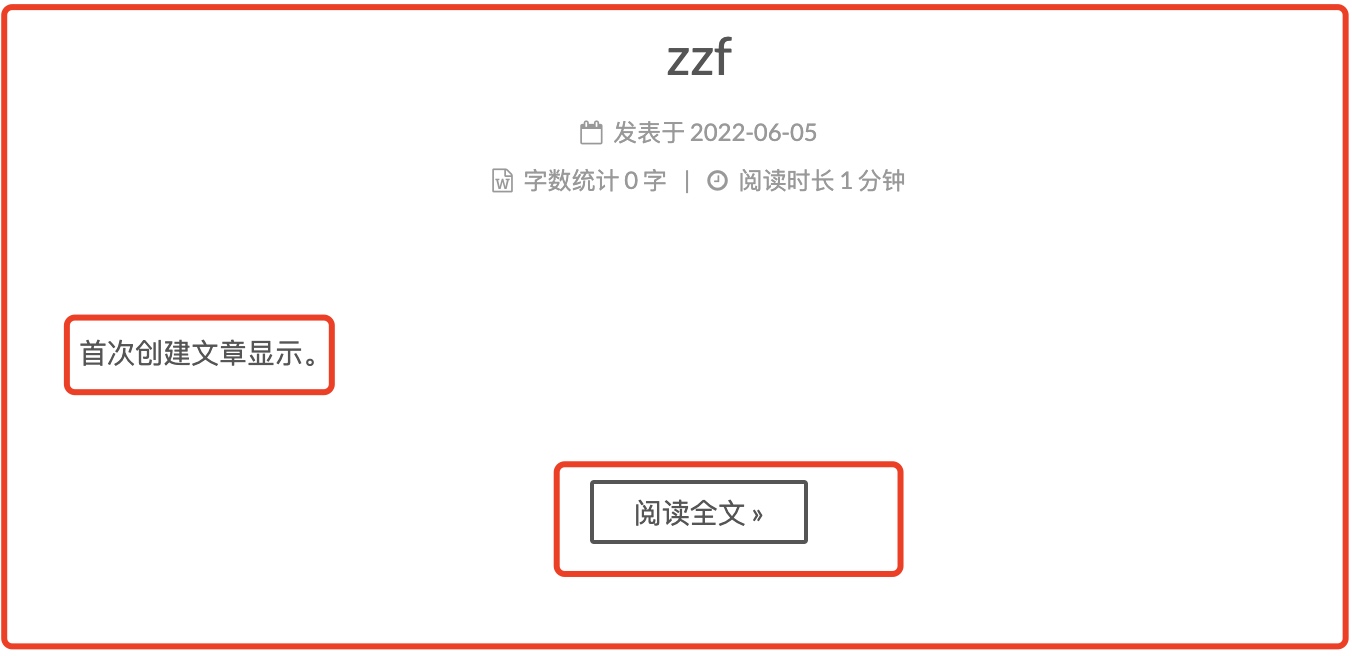 zzf
发表于 2022-06-05
字数统计 0 字 | 阅读时长 1 分钟
首次创建文章显示。
阅读全文 »